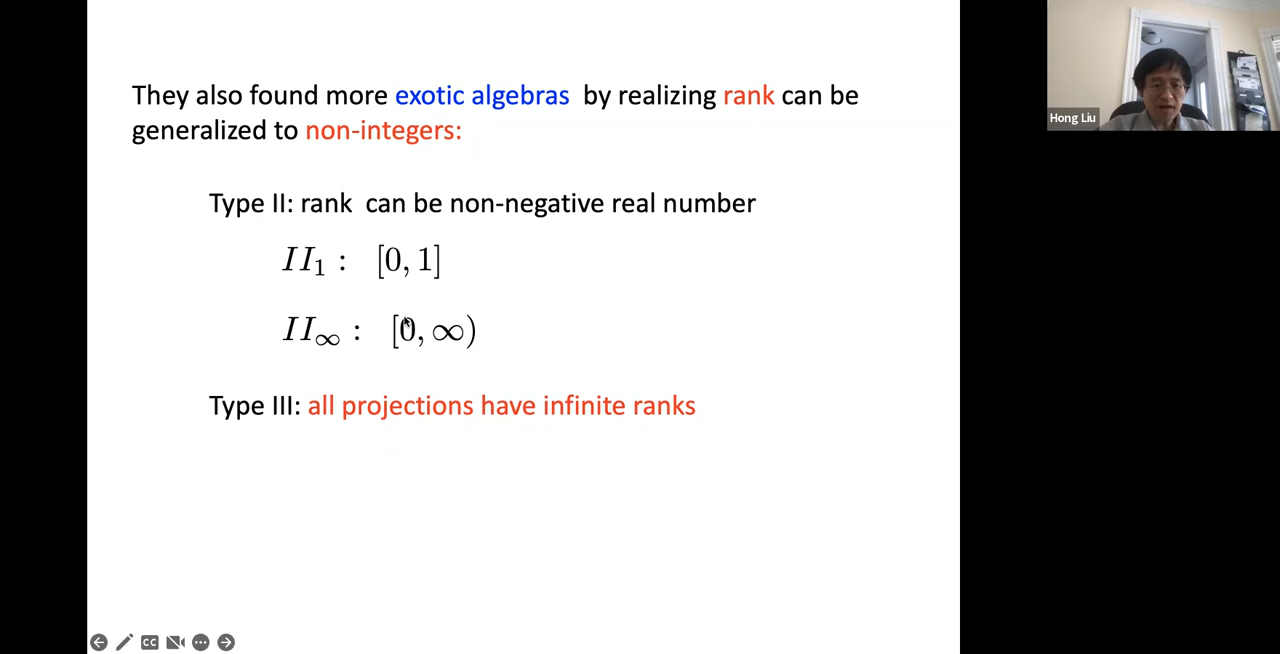 They also found more exotic algebras by realizing rank can be
generalized to non-integers:
Type II: rank can be non-negative real number
II₁ : [0, 1]
II∞ : [0, ∞)
Type III: all projections have infinite ranks
Hong Liu
CC